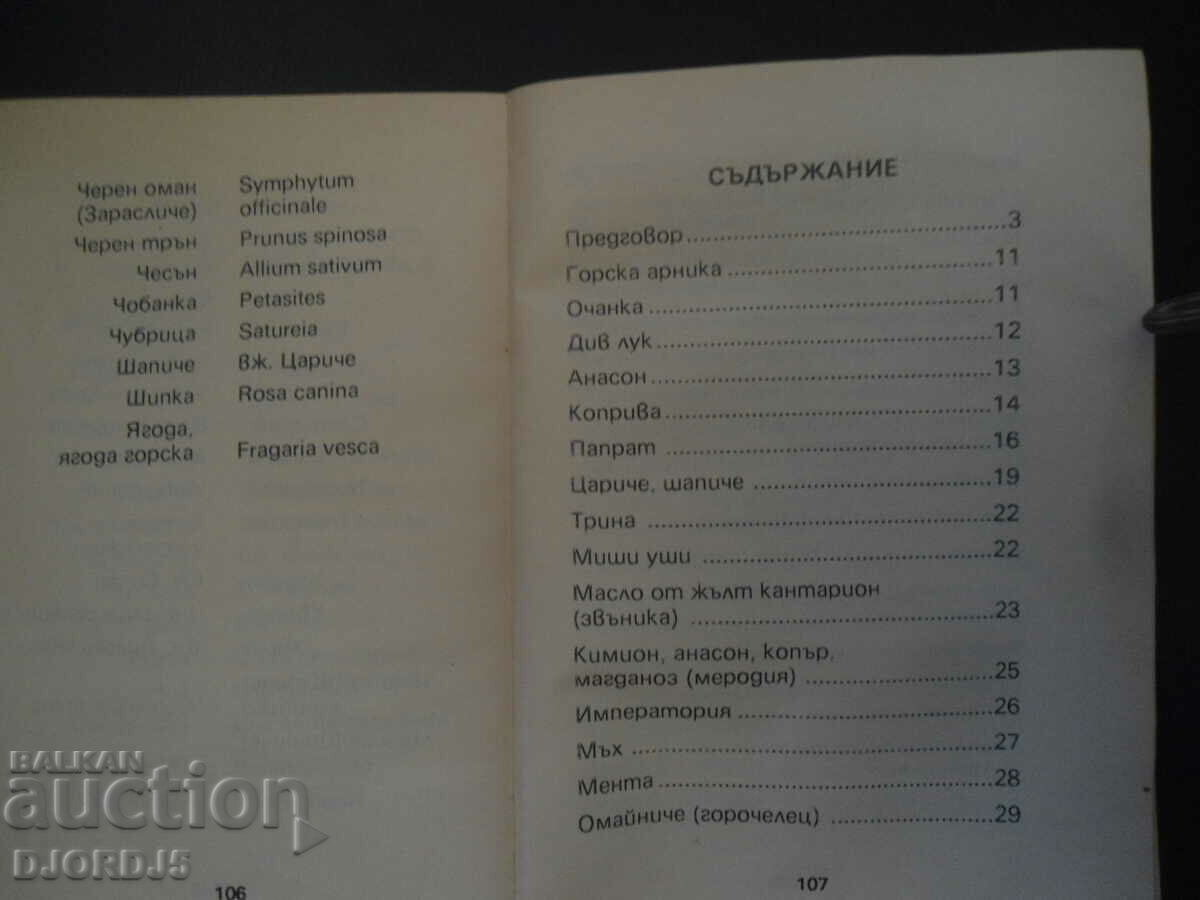 Черен оман Symphytum
(Зарасличе) officinale
Черен трън Prunus spinosa
Чесън Allium sativum
Чобанка Petasites
Чубрица Satureia
Шапиче вж. Цариче
Шипка Rosa canina
Ягода,
ягода горска Fragaria vesca
106
СЪДЪРЖАНИЕ
Предговор 3
Горска арника 11
Очанка 11
Див лук 12
Анасон 13
Коприва 14
Папрат 16
Цариче, шапиче 19
Трина 22
Миши уши 22
Масло от жълт кантарион
(звъника) 23
Кимион, анасон, копър,
магданоз (меродия) 25
Императория 26
Мъх 27
Мента 28
Омайниче (горочелец) 29
107
BALKAN
auction
DJORDJ5